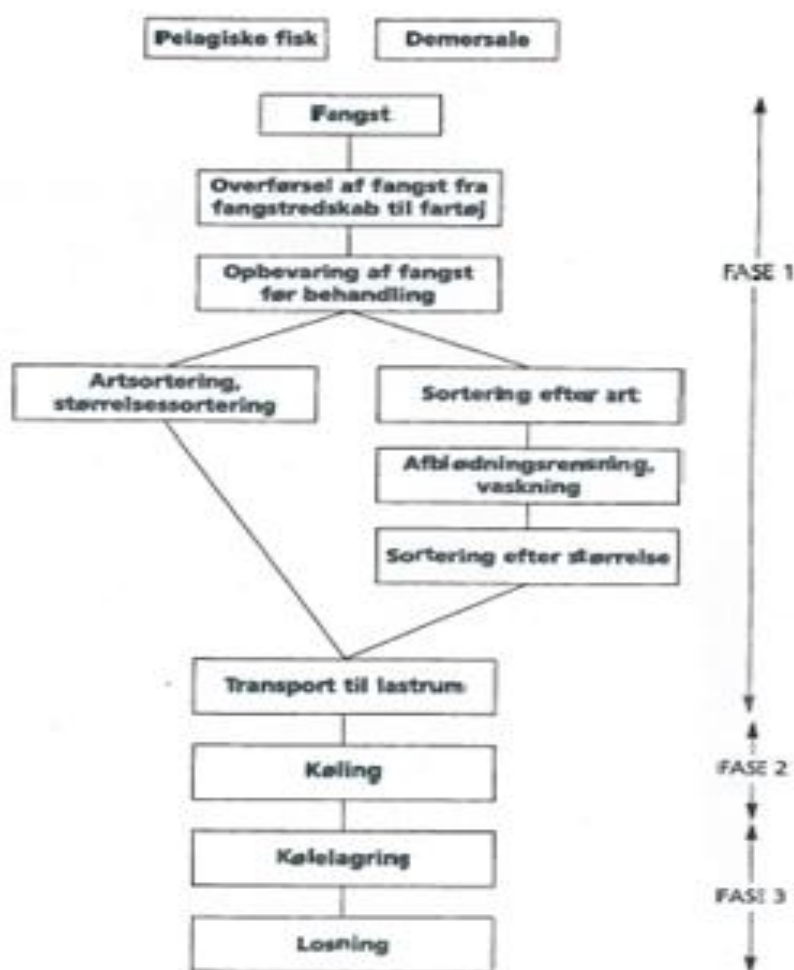 Pelagiske fisk
Demersale
Fangst
Overførsel af fangst fra
fangstredskab til fartøj
Opbevaring af fangst
før behandling
FASE 1
Artsortering,
størrelsessortering
Sortering efter art
Afblødningsrensning,
vaskning
Sortering efter størrelse
Transport til lastrum
Køling
FASE 2
Kølelagring
FASE 3
Losning